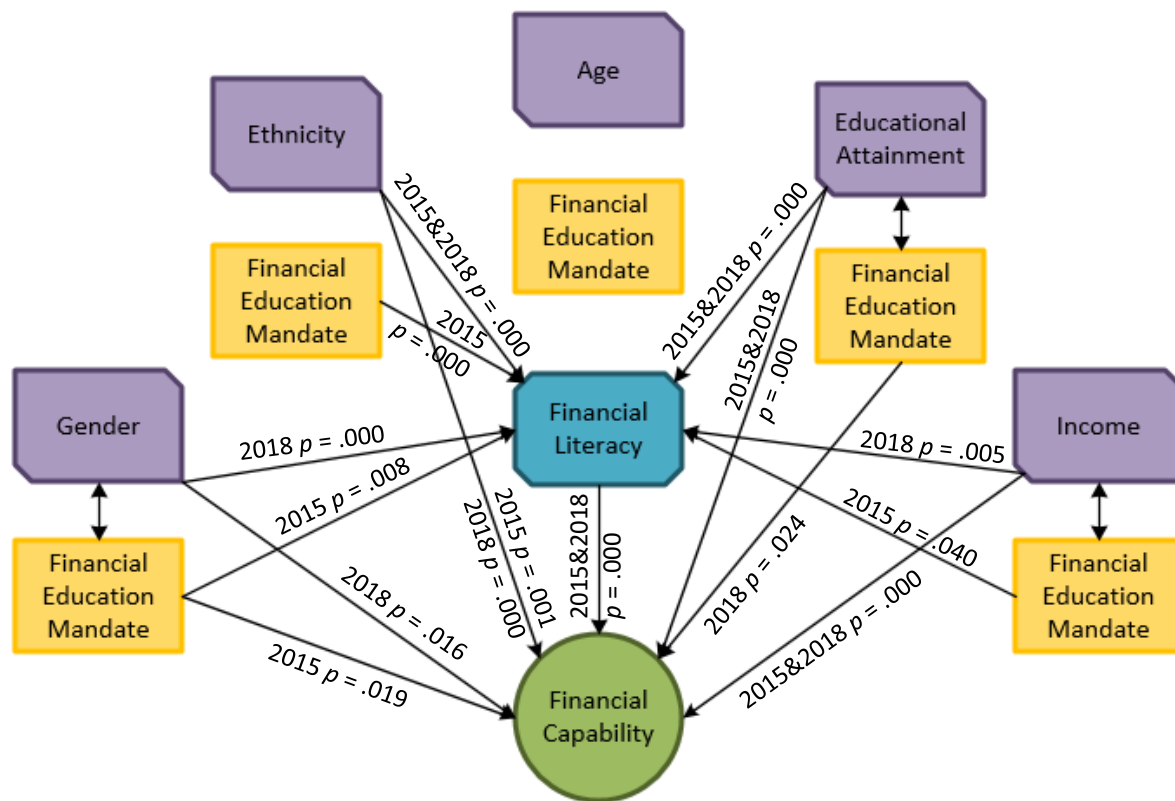 Age
Ethnicity
Educational
Attainment
Financial
Education
Mandate
Financial
Education
Mandate
Financial
Education
Mandate
2015&2018 p = .000
2015
p = .000
2015&2018 p = .000
2015&2018
p = .000
Gender
Financial
Literacy
Income
2018 p = .000
2015 p = .008
2018 p = .005
2015 p = .040
Financial
Education
Mandate
2015 p = .001
2018 p = .000
2015&2018
p = .000
2018 p = .024
Financial
Education
Mandate
2018 p = .016
2015 p = .019
2015&2018 p = .000
Financial
Capability